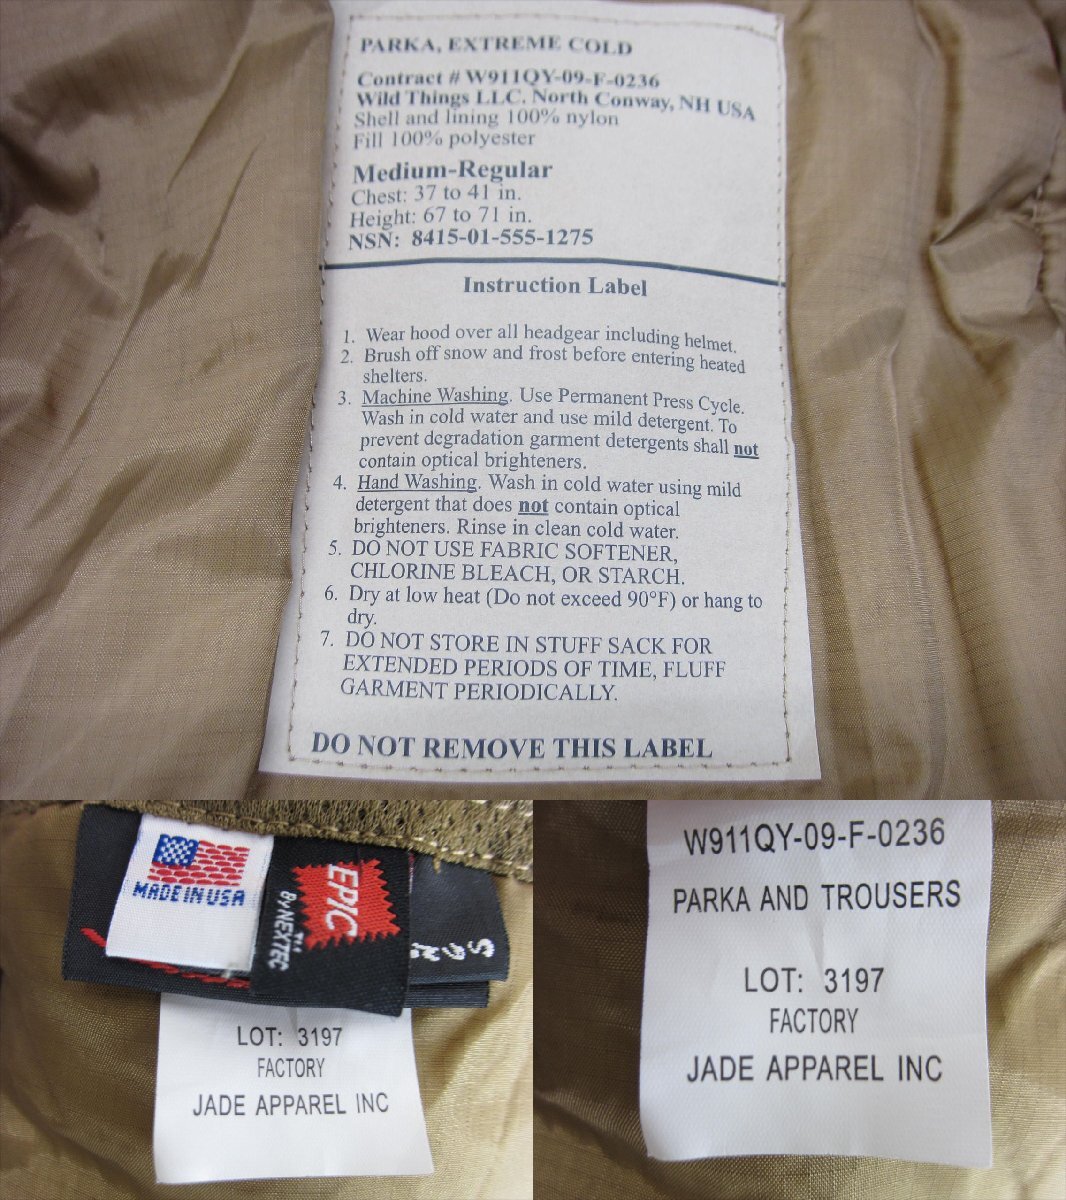 PARKA, EXTREME COLD
Contract # W911QY-09-F-0236
Wild Things LLC. North Conway, NH USA
Shell and lining 100% nylon
Fill 100% polyester
Medium-Regular
Chest: 37 to 41 in.
Height: 67 to 71 in.
NSN: 8415-01-555-1275
Instruction Label
1. Wear hood over all headgear including helmet.
2. Brush off snow and frost before entering heated
shelters.
3. Machine Washing. Use Permanent Press Cycle.
Wash in cold water and use mild detergent. To
prevent degradation garment detergents shall not
contain optical brighteners.
4. Hand Washing. Wash in cold water using mild
detergent that does not contain optical
brighteners. Rinse in clean cold water.
5. DO NOT USE FABRIC SOFTENER,
CHLORINE BLEACH, OR STARCH.
6. Dry at low heat (Do not exceed 90°F) or hang to
dry.
7. DO NOT STORE IN STUFF SACK FOR
EXTENDED PERIODS OF TIME, FLUFF
GARMENT PERIODICALLY.
DO NOT REMOVE THIS LABEL
MADE IN USA
EPIC™
BY NEXTEC
LOT: 3197
FACTORY
JADE APPAREL INC
W911QY-09-F-0236
PARKA AND TROUSERS
LOT: 3197
FACTORY
JADE APPAREL INC